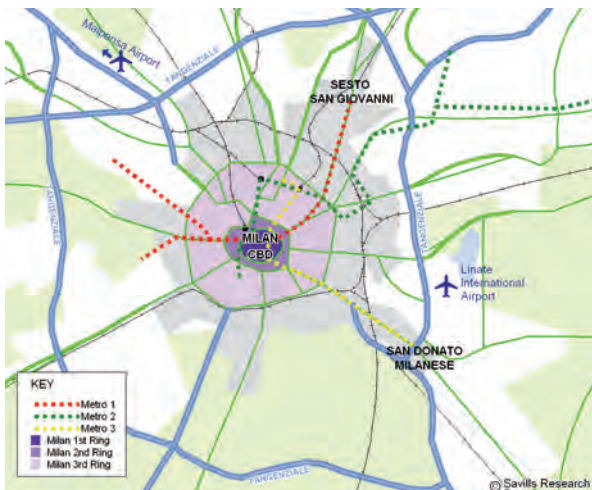 Malpensa Airport
TANGENZIALE
SESTO
SAN GIOVANNI
TANGENZIALE
TANGENZIALE
MILAN
CBD
Linate
International
Airport
SAN DONATO
MILANESE
KEY
Metro 1
Metro 2
Metro 3
Milan 1st Ring
Milan 2nd Ring
Milan 3rd Ring
TANGENZIALE
© Savills Research